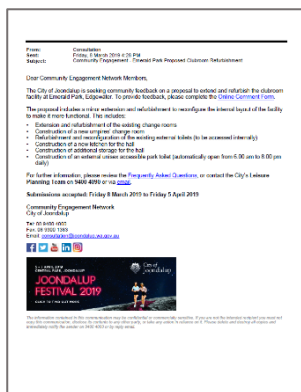 From: Consultation
Sent: Friday, 8 March 2019 4:29 PM
Subject: Community Engagement - Emerald Park Proposed Clubroom Refurbishment
Dear Community Engagement Network Members,
The City of Joondalup is seeking community feedback on a proposal to extend and refurbish the clubroom
facility at Emerald Park, Edgewater. To provide feedback, please complete the Online Comment Form.
The proposal includes a minor extension and refurbishment to reconfigure the internal layout of the facility
to make it more functional. This includes:
• Extension and refurbishment of the existing change rooms
• Construction of a new umpires' change room
• Refurbishment and reconfiguration of the existing external toilets (to be accessed internally)
• Construction of a new kitchen for the hall
• Construction of additional storage for the hall
• Construction of an external unisex accessible park toilet (automatically open from 6.00 am to 8.00 pm
daily)
For further information, please review the Frequently Asked Questions, or contact the City's Leisure
Planning Team on 9400 4898 or via email.
Submissions accepted: Friday 8 March 2019 to Friday 5 April 2019
Community Engagement Network
City of Joondalup
Email: consultation@joondalup.wa.gov.au
City of
Joondalup
JOONDALUP
FESTIVAL 2019